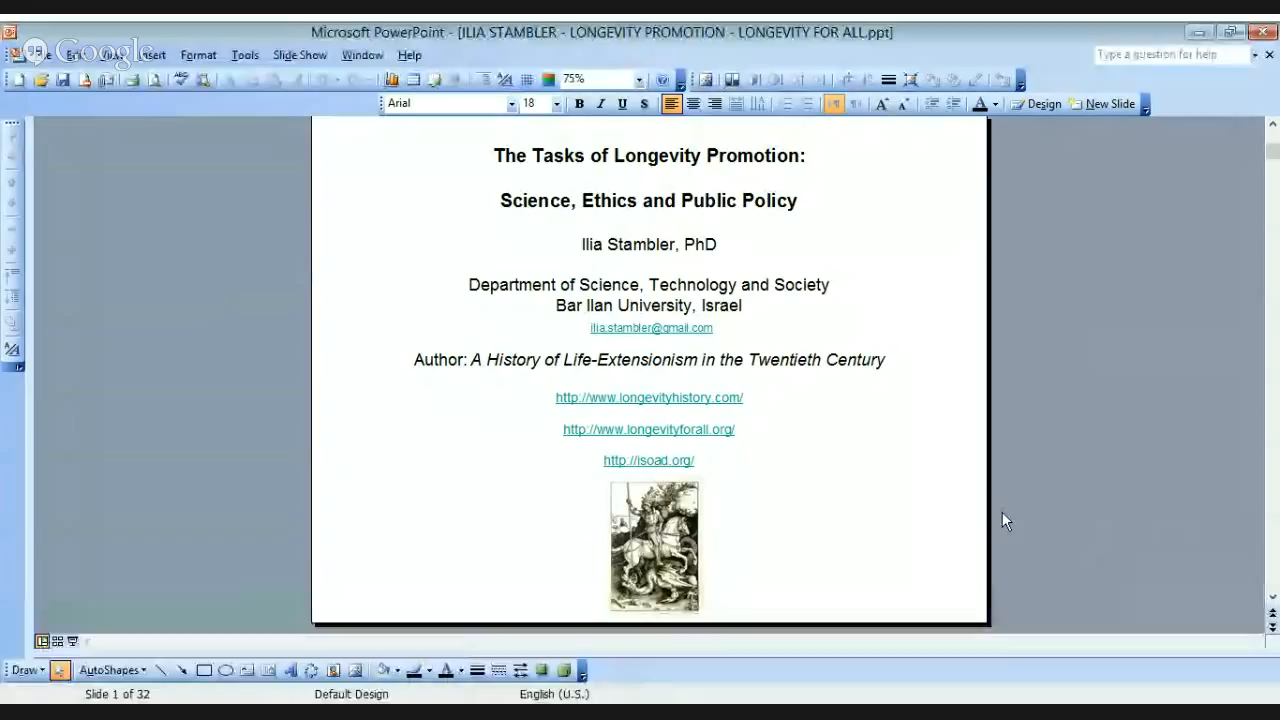 Microsoft PowerPoint - [ILIA STAMBLER - LONGEVITY PROMOTION - LONGEVITY FOR ALL.ppt]
Google
Insert Format Tools Slide Show Window Help
Type a question for help
75%
Arial 18 B I U S Design New Slide
The Tasks of Longevity Promotion:
Science, Ethics and Public Policy
Ilia Stambler, PhD
Department of Science, Technology and Society
Bar Ilan University, Israel
ilia.stambler@gmail.com
Author: A History of Life-Extensionism in the Twentieth Century
http://www.longevityhistory.com/
http://www.longevityforall.org/
http://isoad.org/
Draw AutoShapes
Slide 1 of 32 Default Design English (U.S.)